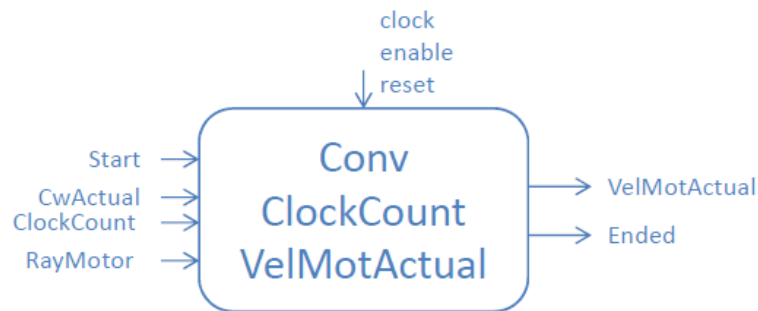 clock
enable
reset
Start
CwActual
ClockCount
RayMotor
Conv
ClockCount
VelMotActual
VelMotActual
Ended